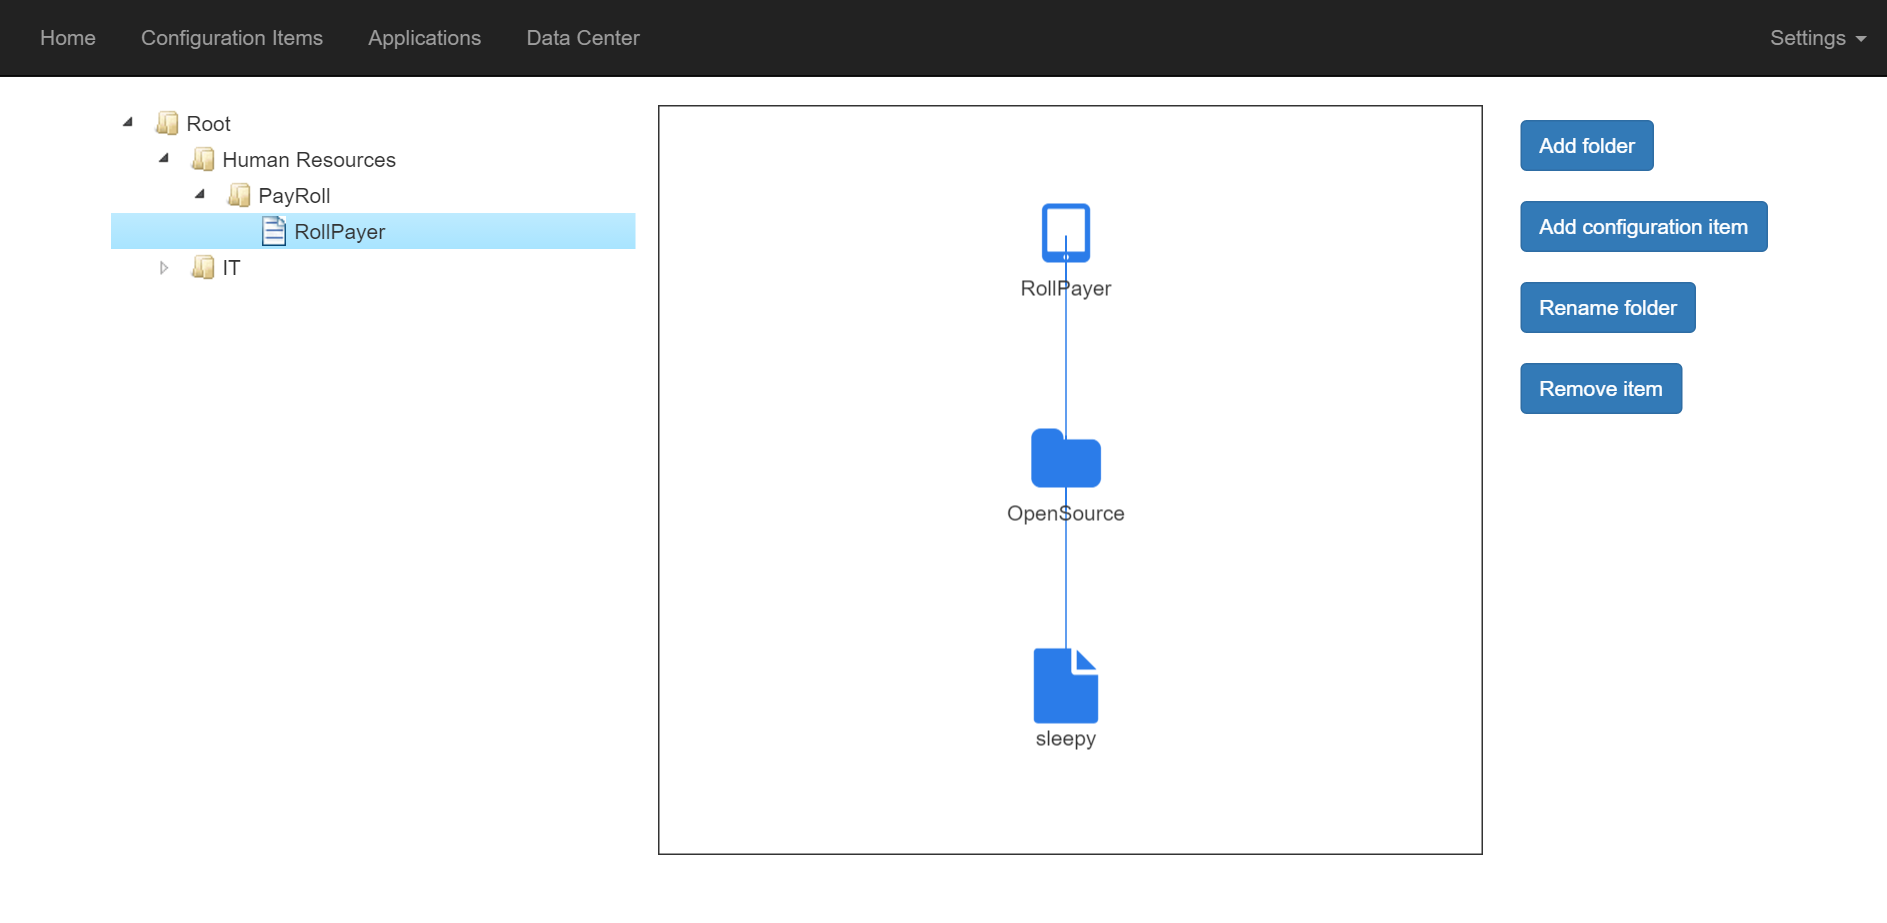 Home Configuration Items Applications Data Center Settings
Root
Human Resources
PayRoll
RollPayer
IT
RollPayer
OpenSource
sleepy
Add folder
Add configuration item
Rename folder
Remove item